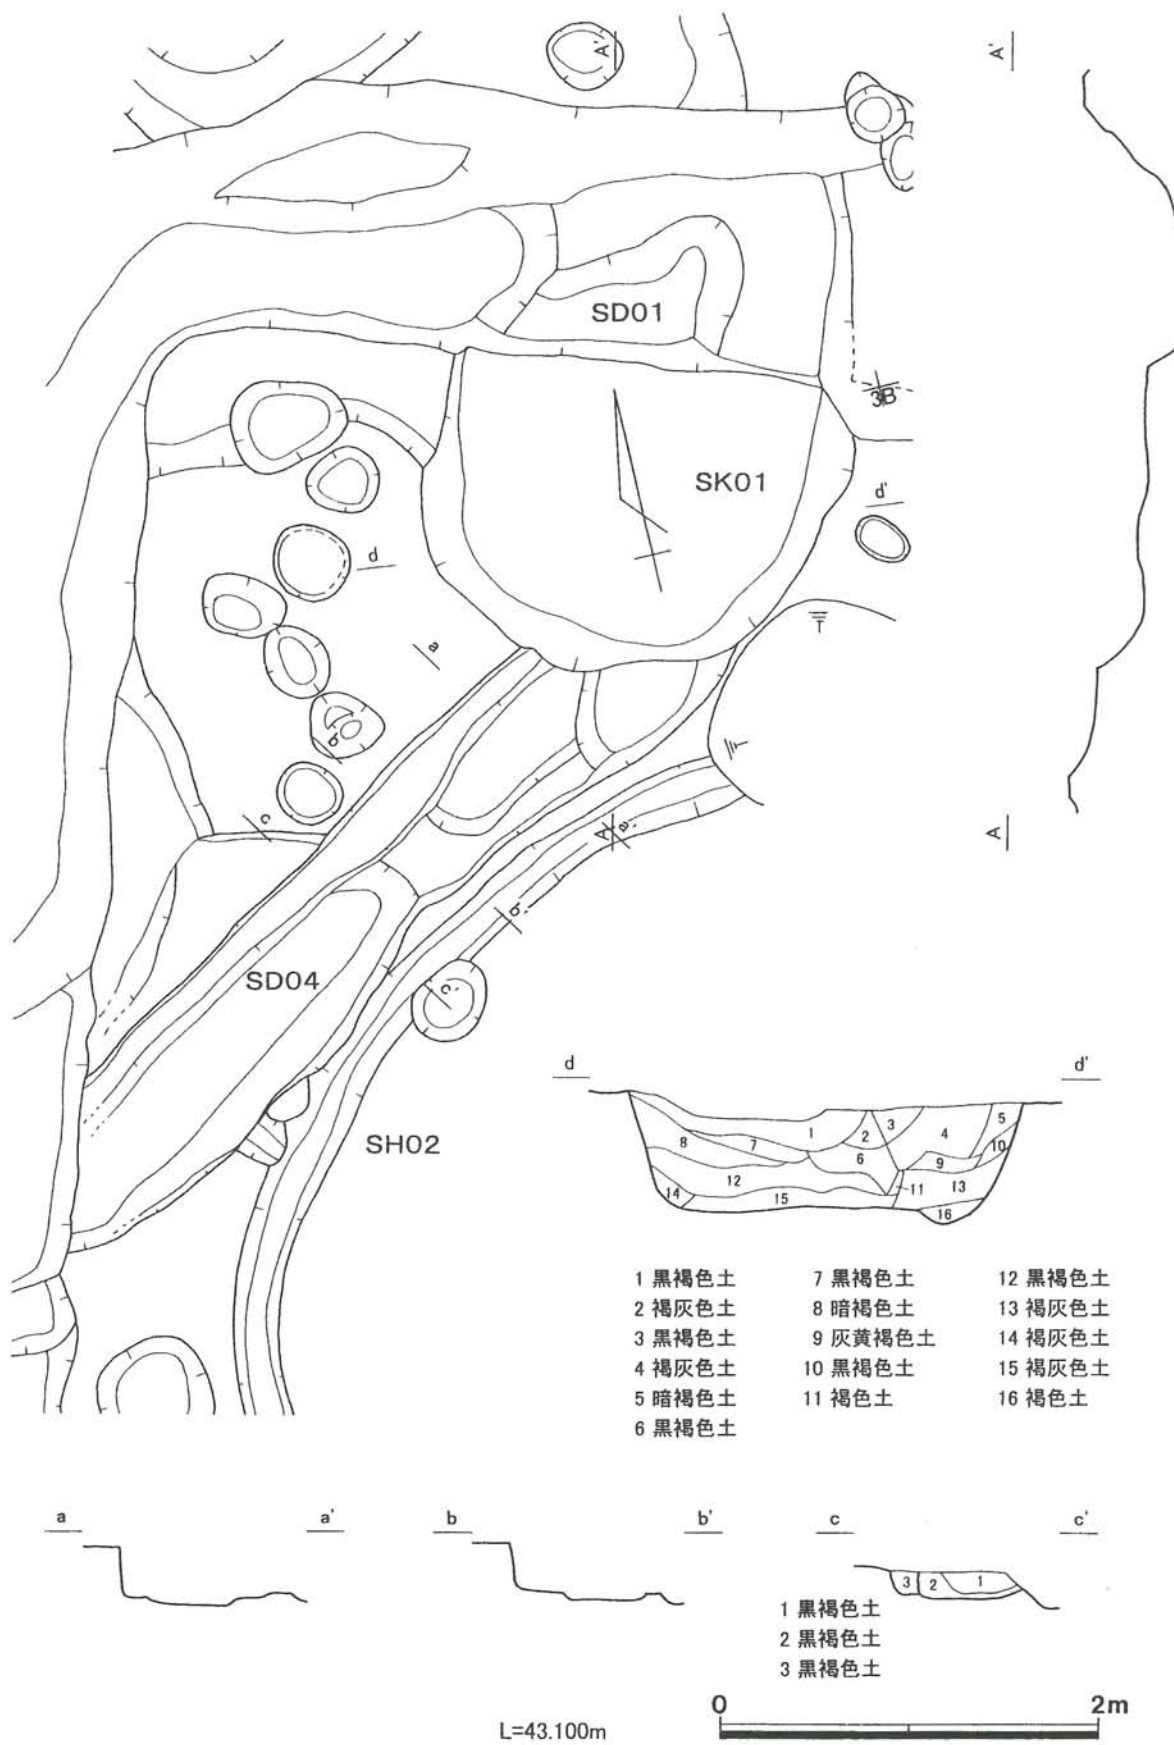 A'
A'
SD01
3B
SK01
d'
d
a
b
c
A
a'
A
b'
SD04
c'
d
d'
1
2
3
4
5
6
7
8
9
10
11
12
13
14
15
16
SH02
1 黒褐色土
2 褐灰色土
3 黒褐色土
4 褐灰色土
5 暗褐色土
6 黒褐色土
7 黒褐色土
8 暗褐色土
9 灰黄褐色土
10 黒褐色土
11 褐色土
12 黒褐色土
13 褐灰色土
14 褐灰色土
15 褐灰色土
16 褐色土
a a'
b b'
c c'
3 2 1
1 黒褐色土
2 黒褐色土
3 黒褐色土
0 2m
L=43.100m